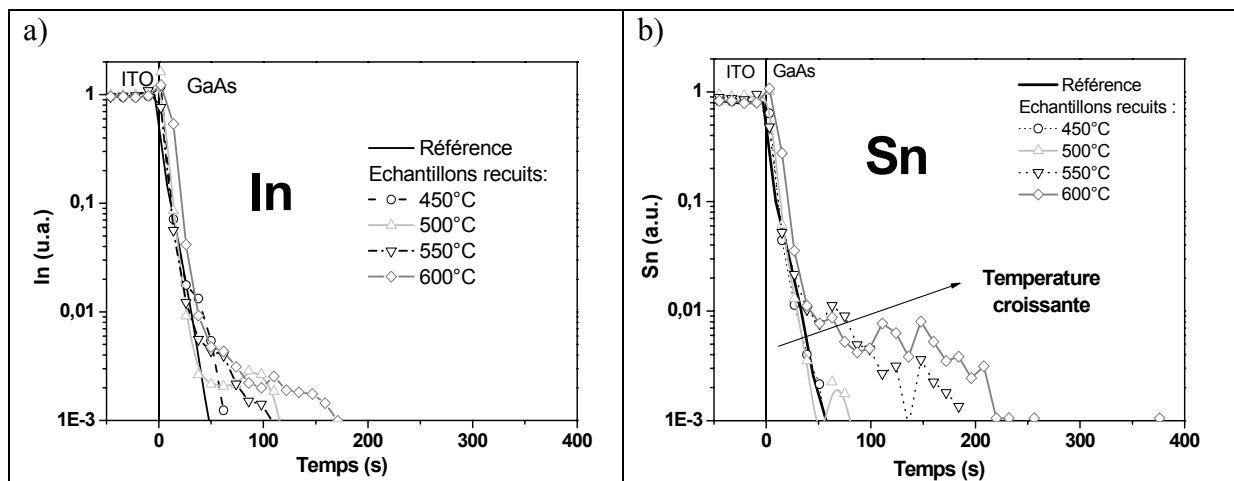 a)
ITO
GaAs
In
Référence
Echantillons recuits:
450°C
500°C
550°C
600°C
In (u.a.)
1
0,1
0,01
1E-3
0
100
200
300
400
Temps (s)
b)
ITO
GaAs
Sn
Référence
Echantillons recuits :
450°C
500°C
550°C
600°C
Temperature
croissante
Sn (a.u.)
1
0,1
0,01
1E-3
0
100
200
300
400
Temps (s)